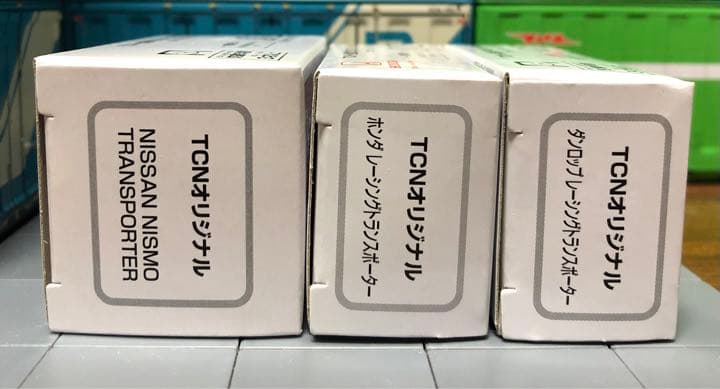 TCNオリジナル
NISSAN NISMO
TRANSPORTER
TCNオリジナル
ホンダ レーシングトランスポーター
TCNオリジナル
ダンロップ レーシングトランスポーター